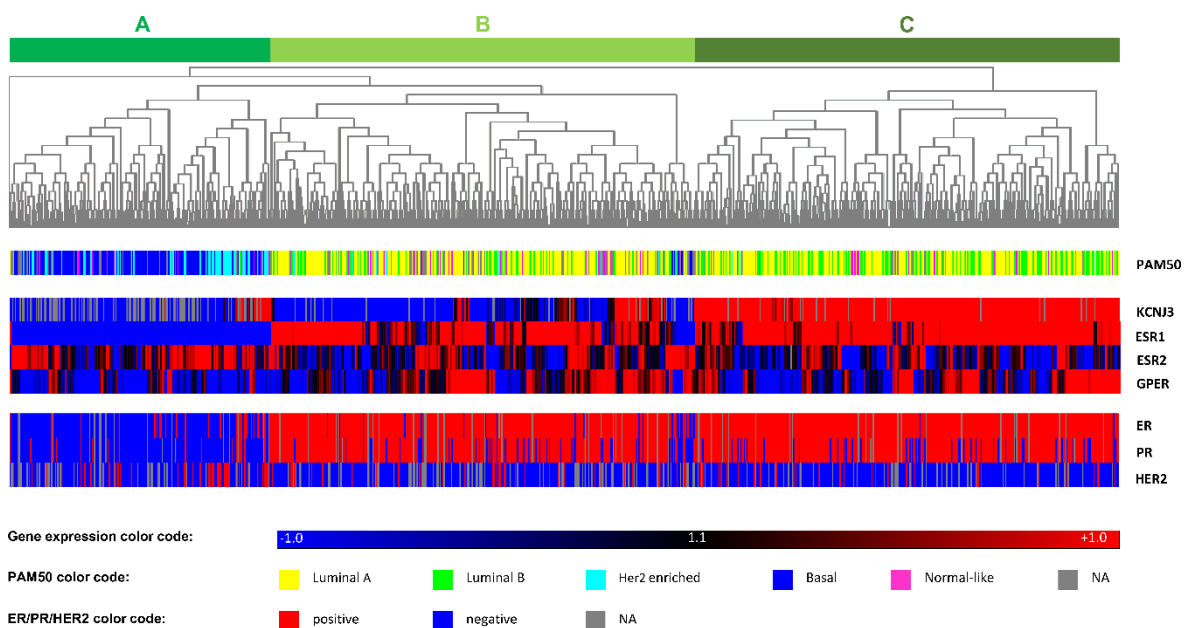 A B C
PAM50
KCNJ3
ESR1
ESR2
GPER
ER
PR
HER2
Gene expression color code: -1.0 1.1 +1.0
PAM50 color code: Luminal A Luminal B Her2 enriched Basal Normal-like NA
ER/PR/HER2 color code: positive negative NA